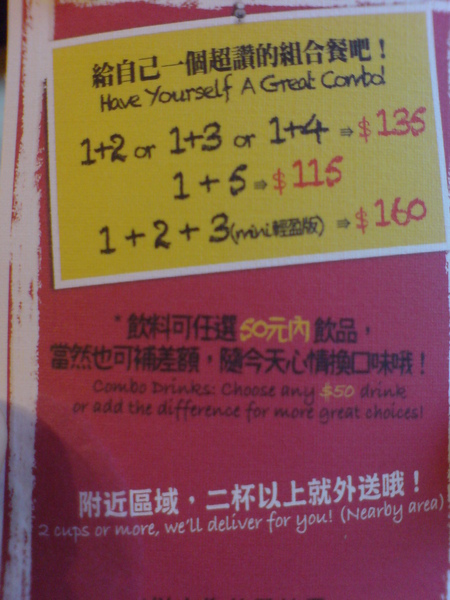 給自己一個超讚的組合餐吧！
Have Yourself A Great Combo!
1+2 or 1+3 or 1+4 ⇒ $135
1+5 ⇒ $115
1+2+3(mini輕盈版) ⇒ $160
*飲料可任選50元內飲品，
當然也可補差額，隨今天心情換口味哦！
Combo Drinks: Choose any $50 drink
or add the difference for more great choices!
附近區域，二杯以上就外送哦！
2 cups or more, we'll deliver for you! (Nearby area)